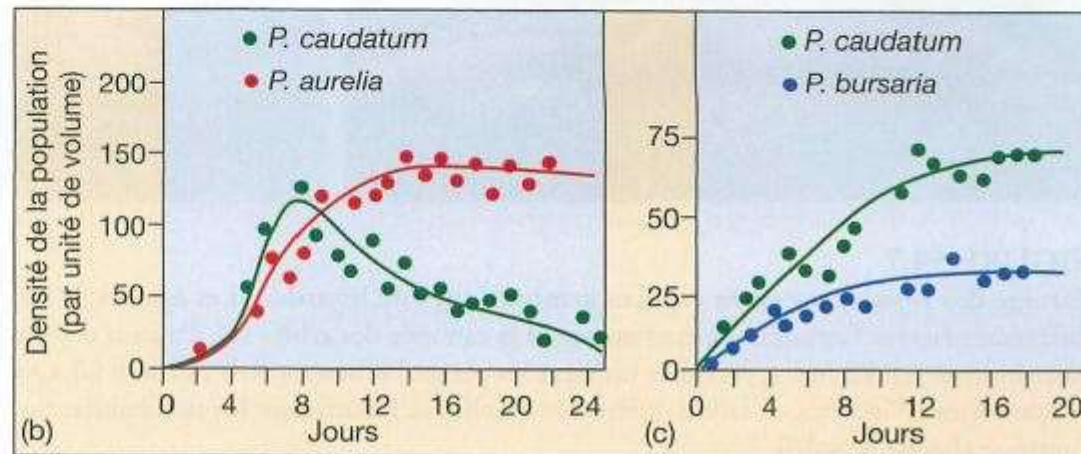 Densité de la population
(par unité de volume)
P. caudatum
P. aurelia
200
150
100
50
0
0 4 8 12 16 20 24
Jours
(b)
P. caudatum
P. bursaria
75
50
25
0
0 4 8 12 16 20
Jours
(c)